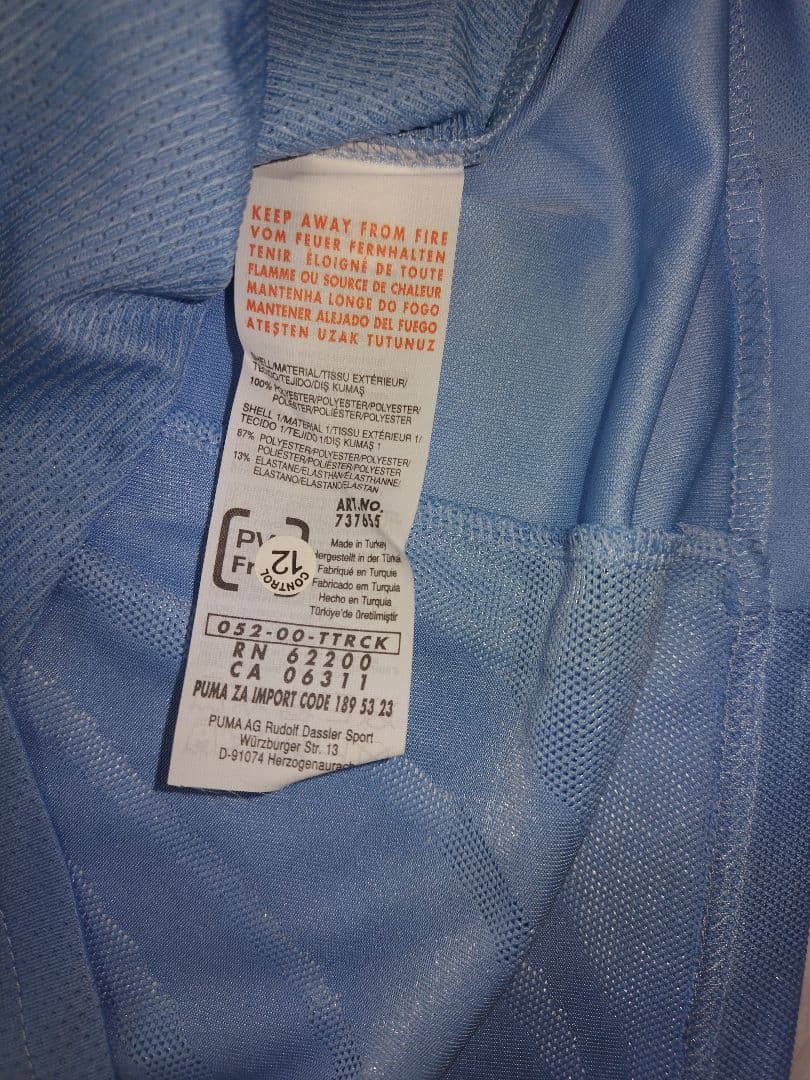 KEEP AWAY FROM FIRE
VOM FEUER FERNHALTEN
TENIR ÉLOIGNÉ DE TOUTE
FLAMME OU SOURCE DE CHALEUR
MANTENHA LONGE DO FOGO
MANTENER ALEJADO DEL FUEGO
ATEŞTEN UZAK TUTUNUZ
SHELL/MATERIAL/TISSU EXTÉRIEUR/
TECIDO/TEJIDO/DIŞ KUMAŞ
100% POLYESTER/POLYESTER/POLYESTER/
POLIÉSTER/POLIÉSTER/POLYESTER
SHELL 1/MATERIAL 1/TISSU EXTÉRIEUR 1/
TECIDO 1/TEJIDO 1/DIŞ KUMAŞ 1
87% POLYESTER/POLYESTER/POLYESTER/
POLIÉSTER/POLIÉSTER/POLYESTER
13% ELASTANE/ELASTHAN/ELASTHANNE/
ELASTANO/ELASTANO/ELASTAN
ART.NO.
PV
Fr
CONTROL
12
Made in Turkey
Hergestellt in der Türkei
Fabriqué en Turquie
Fabricado em Turquia
Hecho en Turquia
Türkiye'de üretilmiştir
052-00-TTRCK
RN 62200
CA 06311
PUMA ZA IMPORT CODE 189 53 23
PUMA AG Rudolf Dassler Sport
Würzburger Str. 13
D-91074 Herzogenaurach